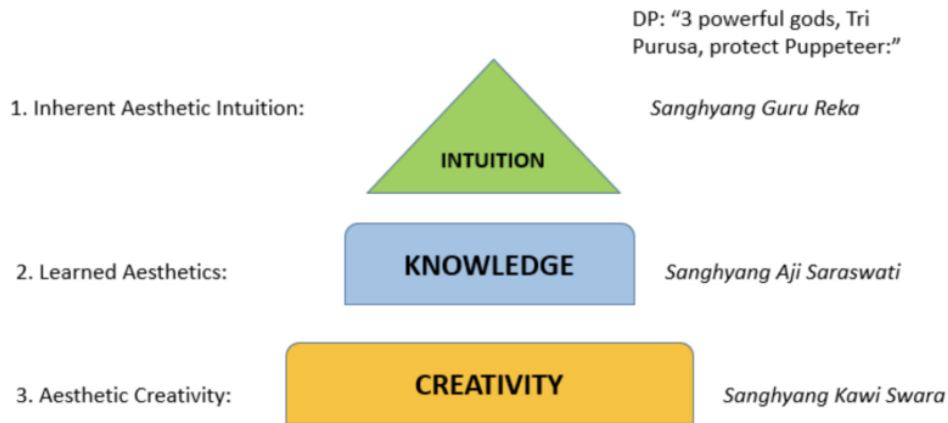 DP: “3 powerful gods, Tri
Purusa, protect Puppeteer:”
1. Inherent Aesthetic Intuition:
INTUITION
Sanghyang Guru Reka
2. Learned Aesthetics:
KNOWLEDGE
Sanghyang Aji Saraswati
3. Aesthetic Creativity:
CREATIVITY
Sanghyang Kawi Swara